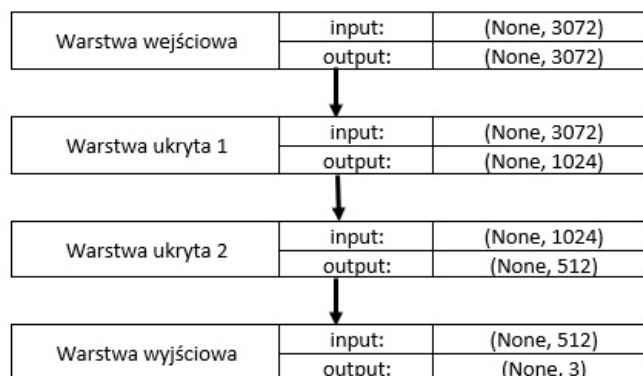 Warstwa wejściowa
input: (None, 3072)
output: (None, 3072)
Warstwa ukryta 1
input: (None, 3072)
output: (None, 1024)
Warstwa ukryta 2
input: (None, 1024)
output: (None, 512)
Warstwa wyjściowa
input: (None, 512)
output: (None, 3)